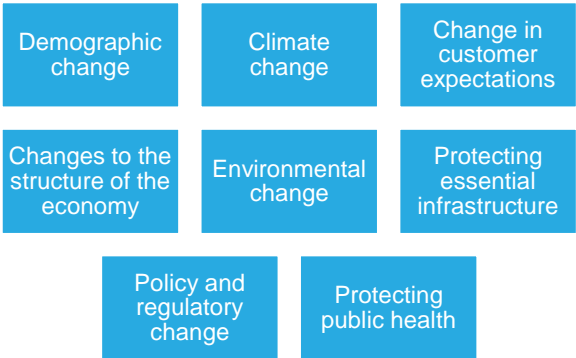 Demographic
change
Climate
change
Change in
customer
expectations
Changes to the
structure of the
economy
Environmental
change
Protecting
essential
infrastructure
Policy and
regulatory
change
Protecting
public health